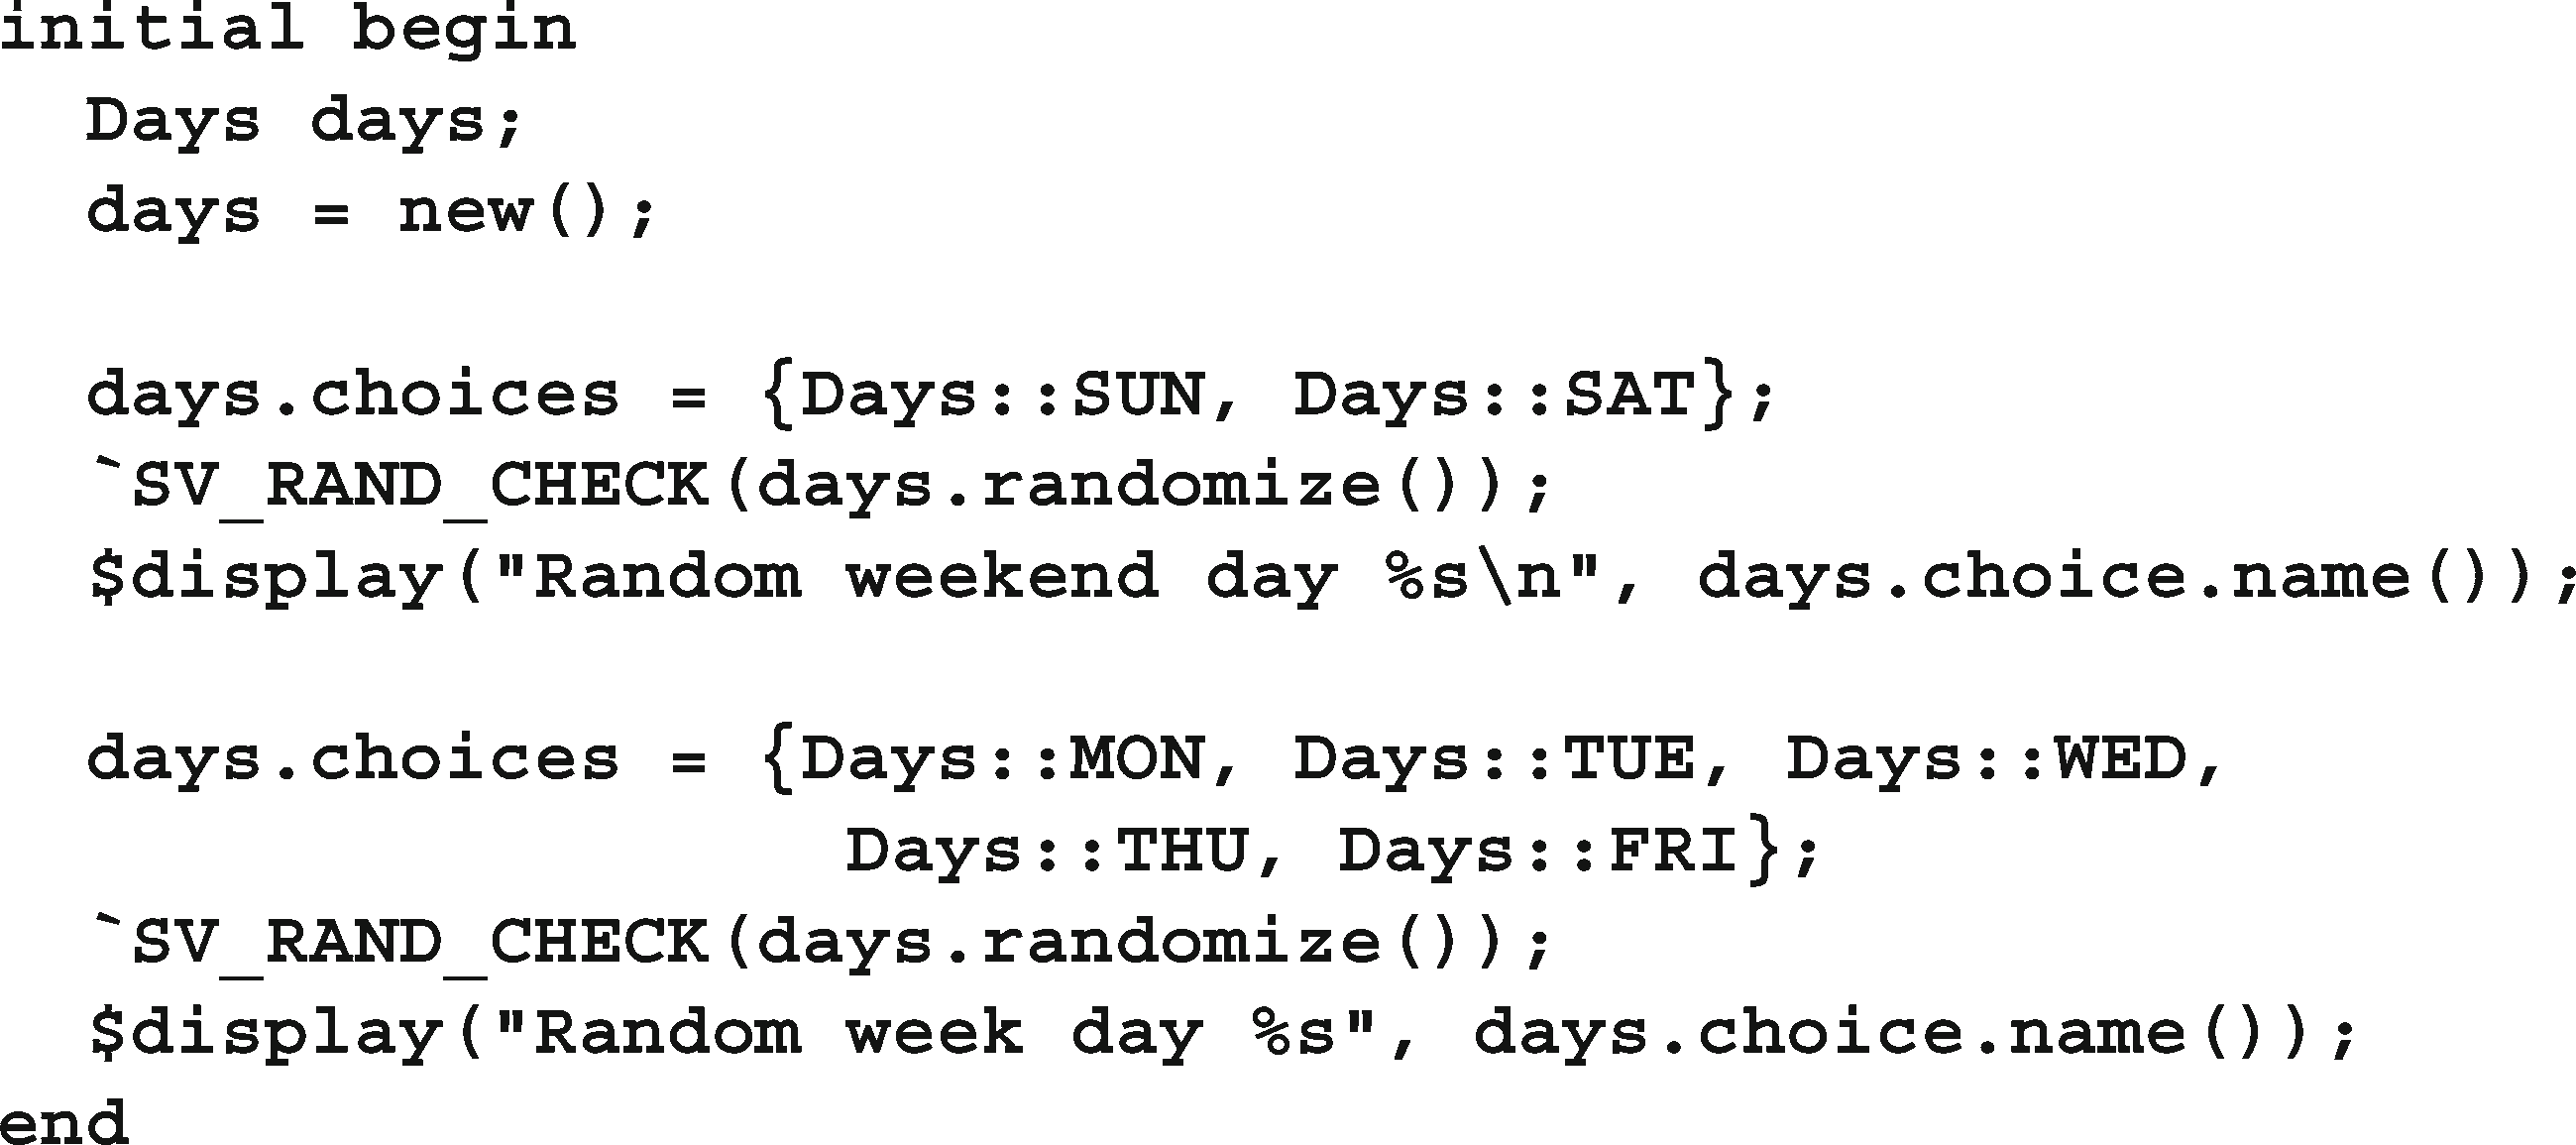 initial begin
  Days days;
  days = new();

  days.choices = {Days::SUN, Days::SAT};
  `SV_RAND_CHECK(days.randomize());
  $display("Random weekend day %s\n", days.choice.name());

  days.choices = {Days::MON, Days::TUE, Days::WED,
                  Days::THU, Days::FRI};
  `SV_RAND_CHECK(days.randomize());
  $display("Random week day %s", days.choice.name());
end